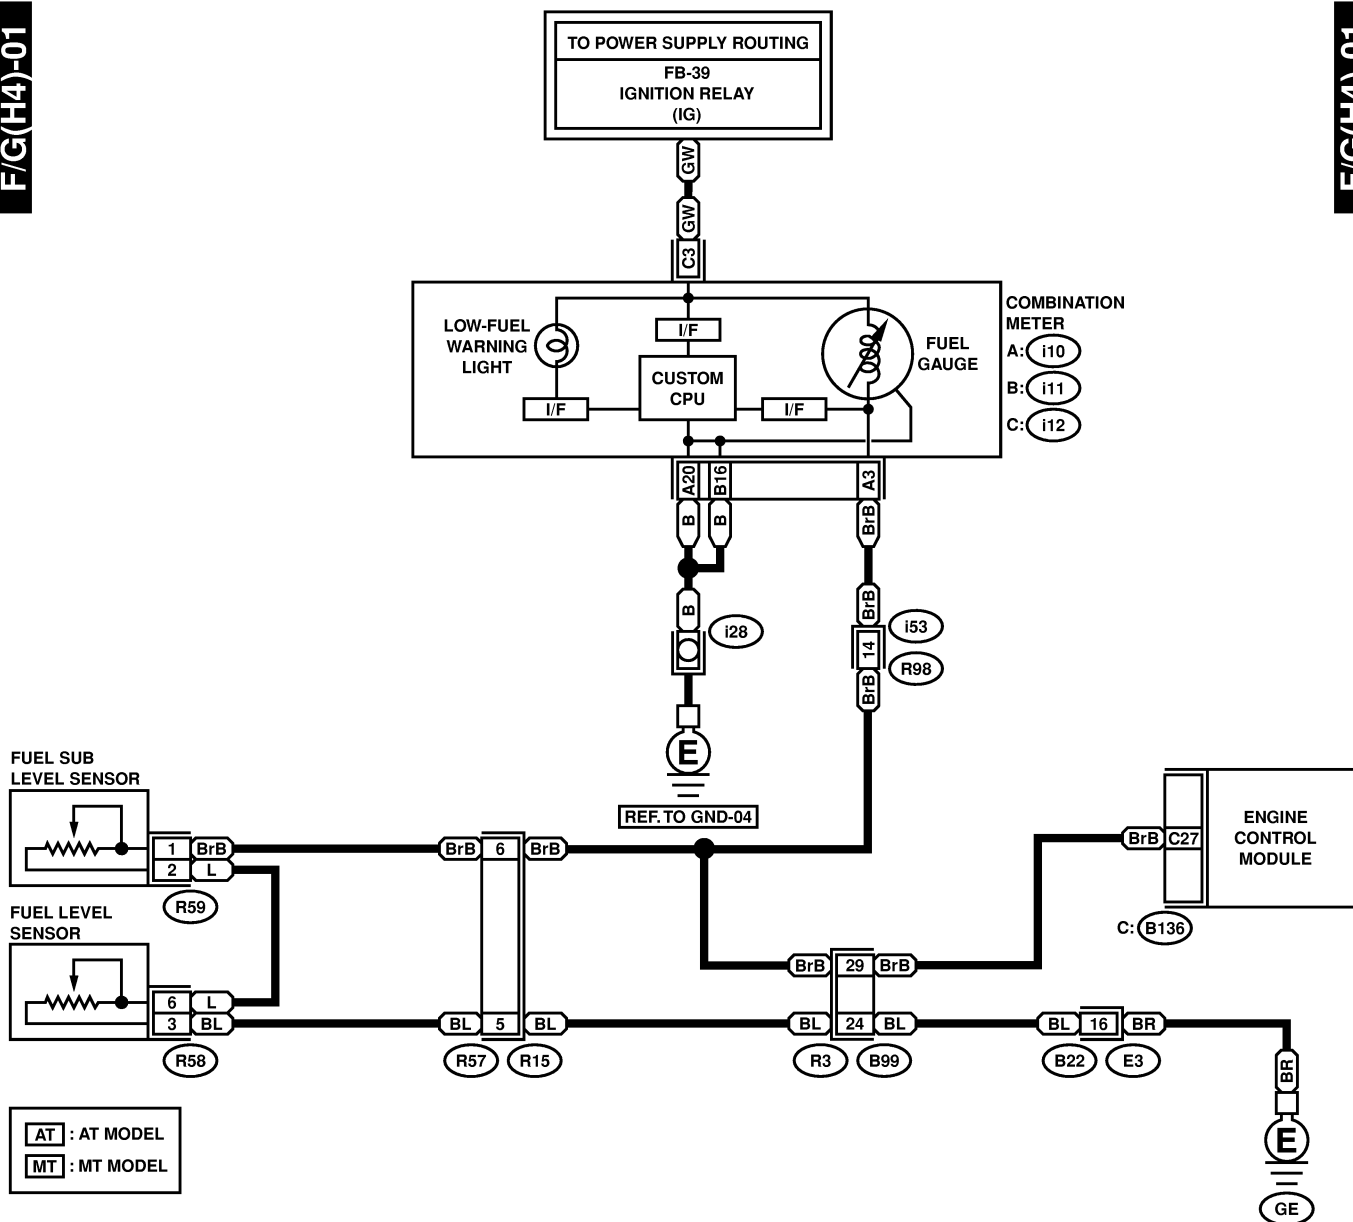 F/G(H4)-01
F/G(H4)-01
TO POWER SUPPLY ROUTING
FB-39
IGNITION RELAY
(IG)
GW
GW
C3
LOW-FUEL
WARNING
LIGHT
I/F
CUSTOM
CPU
I/F
I/F
FUEL
GAUGE
COMBINATION
METER
A: i10
B: i11
C: i12
A20
B16
A3
B
B
BrB
B
i28
BrB
14
BrB
i53
R98
E
REF. TO GND-04
FUEL SUB
LEVEL SENSOR
1 BrB
2 L
R59
BrB 6 BrB
FUEL LEVEL
SENSOR
6 L
3 BL
R58
BL 5 BL
R57
R15
BrB 29 BrB
BL 24 BL
R3
B99
BrB C27
ENGINE
CONTROL
MODULE
C: B136
BL 16 BR
B22
E3
BR
E
GE
AT : AT MODEL
MT : MT MODEL